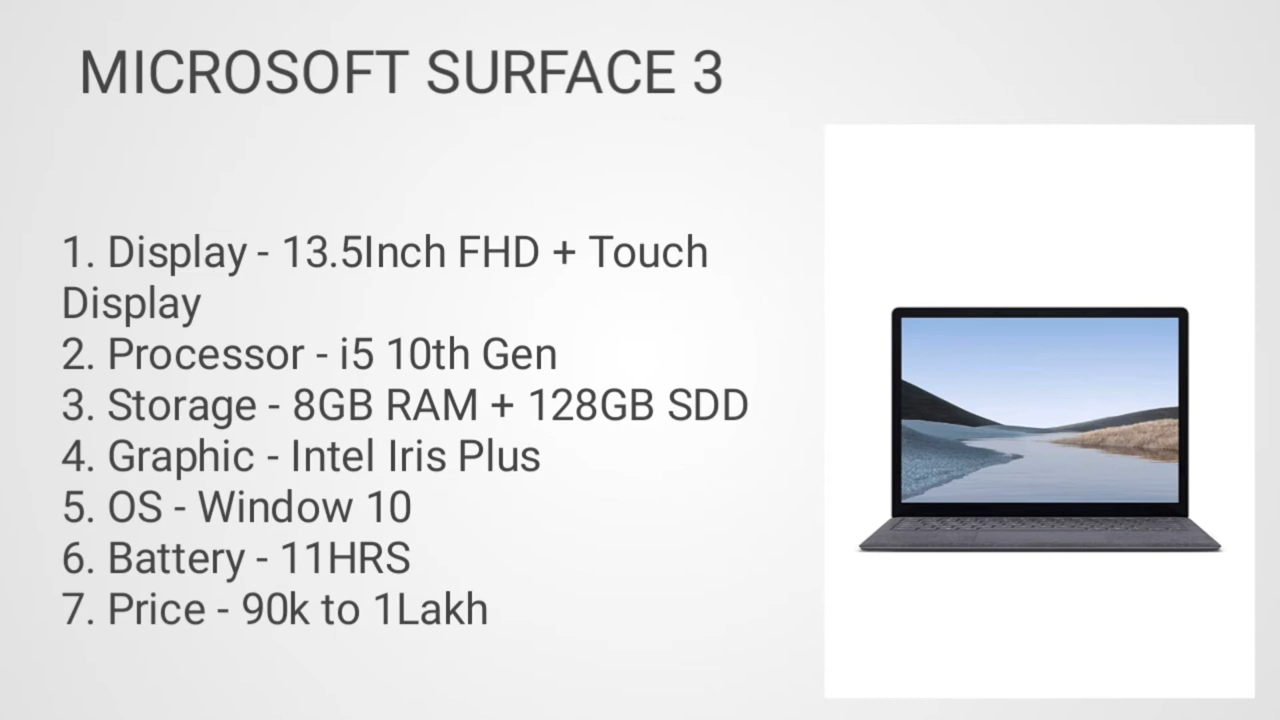 MICROSOFT SURFACE 3
1. Display - 13.5Inch FHD + Touch
Display
2. Processor - i5 10th Gen
3. Storage - 8GB RAM + 128GB SDD
4. Graphic - Intel Iris Plus
5. OS - Window 10
6. Battery - 11HRS
7. Price - 90k to 1Lakh